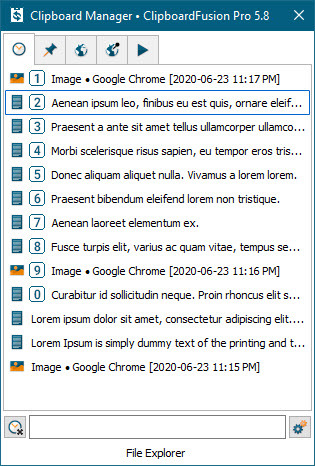 Clipboard Manager • ClipboardFusion Pro 5.8
1 Image • Google Chrome [2020-06-23 11:17 PM]
2 Aenean ipsum leo, finibus eu est quis, ornare eleif...
3 Praesent a ante sit amet tellus ullamcorper ullamco...
4 Morbi scelerisque risus sapien, eu tempor eros tris...
5 Donec aliquam aliquet nulla. Vivamus a lorem lorem.
6 Praesent bibendum eleifend lorem non tristique.
7 Aenean laoreet elementum ex.
8 Fusce turpis elit, varius ac quam vitae, tempus se...
9 Image • Google Chrome [2020-06-23 11:16 PM]
0 Curabitur id sollicitudin neque. Proin rhoncus elit s...
Lorem ipsum dolor sit amet, consectetur adipiscing elit....
Lorem Ipsum is simply dummy text of the printing and t...
Image • Google Chrome [2020-06-23 11:15 PM]
File Explorer